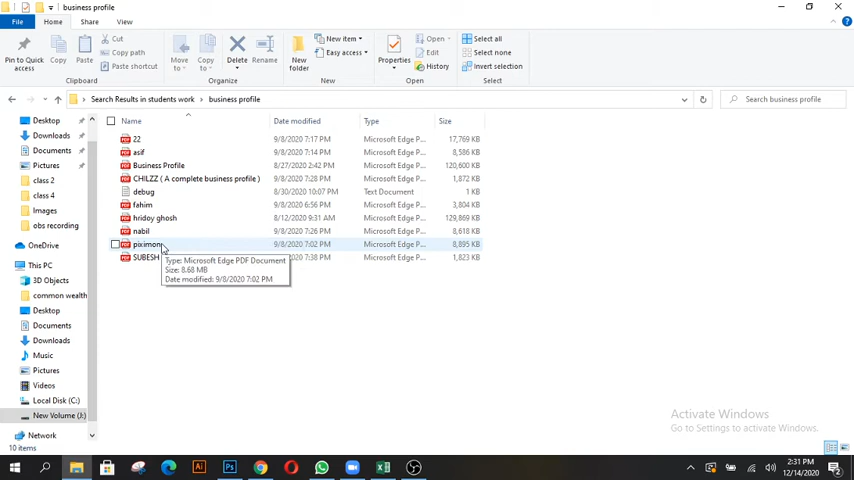 business profile
File Home Share View
Pin to Quick access
Copy
Paste
Cut
Copy path
Paste shortcut
Clipboard
Move to
Copy to
Delete
Rename
Organize
New folder
New item
Easy access
New
Properties
Open
Edit
History
Open
Select all
Select none
Invert selection
Select
Search Results in students work > business profile
Search business profile
Name Date modified Type Size
22 9/8/2020 7:17 PM Microsoft Edge P... 17,769 KB
asif 9/8/2020 7:14 PM Microsoft Edge P... 8,586 KB
Business Profile 8/27/2020 2:42 PM Microsoft Edge P... 120,600 KB
CHILZZ ( A complete business profile ) 9/8/2020 7:28 PM Microsoft Edge P... 1,872 KB
debug 8/30/2020 10:07 PM Text Document 1 KB
fahim 9/8/2020 6:56 PM Microsoft Edge P... 3,804 KB
hridoy ghosh 8/12/2020 9:31 AM Microsoft Edge P... 129,869 KB
nabil 9/8/2020 7:26 PM Microsoft Edge P... 8,618 KB
piximon 9/8/2020 7:02 PM Microsoft Edge P... 8,895 KB
SUBESH 7:38 PM Microsoft Edge P... 1,823 KB
Type: Microsoft Edge PDF Document
Size: 8.68 MB
Date modified: 9/8/2020 7:02 PM
Desktop
Downloads
Documents
Pictures
class 2
class 4
Images
obs recording
OneDrive
This PC
3D Objects
common wealth
Desktop
Documents
Downloads
Music
Pictures
Videos
Local Disk (C:)
New Volume (J:)
Network
10 items
Activate Windows
Go to Settings to activate Windows.
2:31 PM
12/14/2020
2